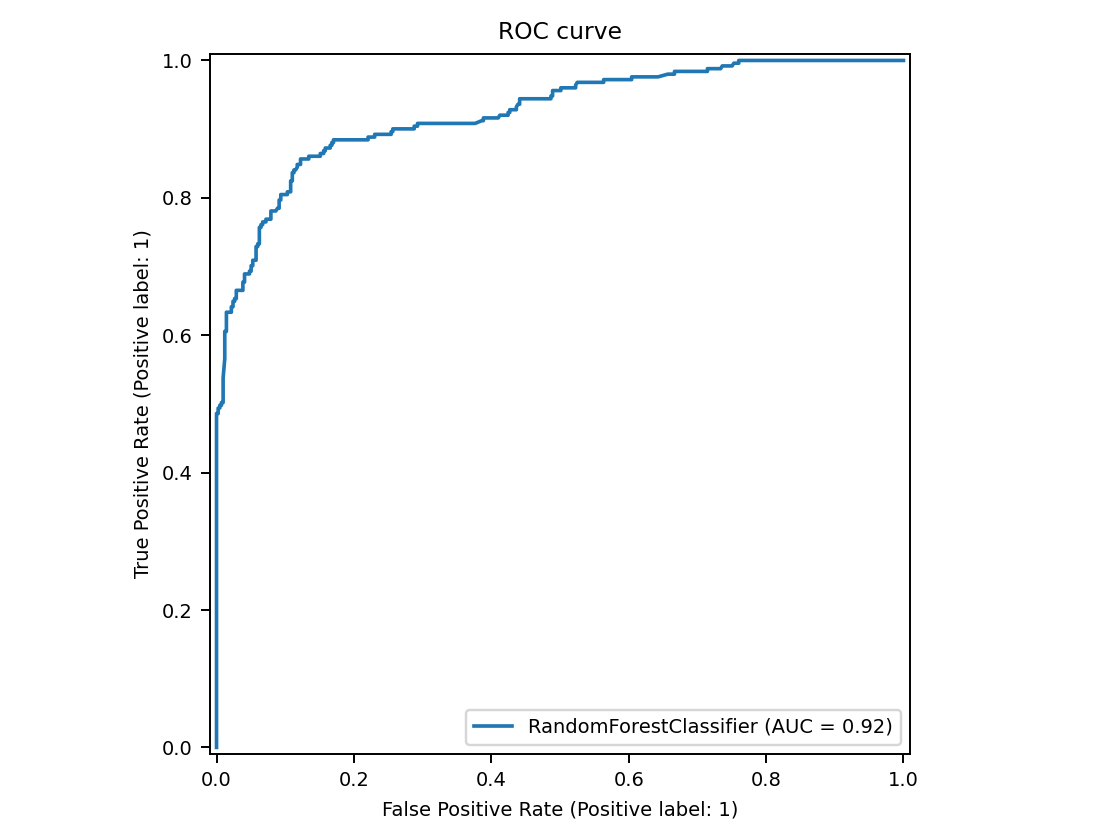 ROC curve
1.0
0.8
0.6
0.4
0.2
0.0
True Positive Rate (Positive label: 1)
RandomForestClassifier (AUC = 0.92)
0.0 0.2 0.4 0.6 0.8 1.0
False Positive Rate (Positive label: 1)